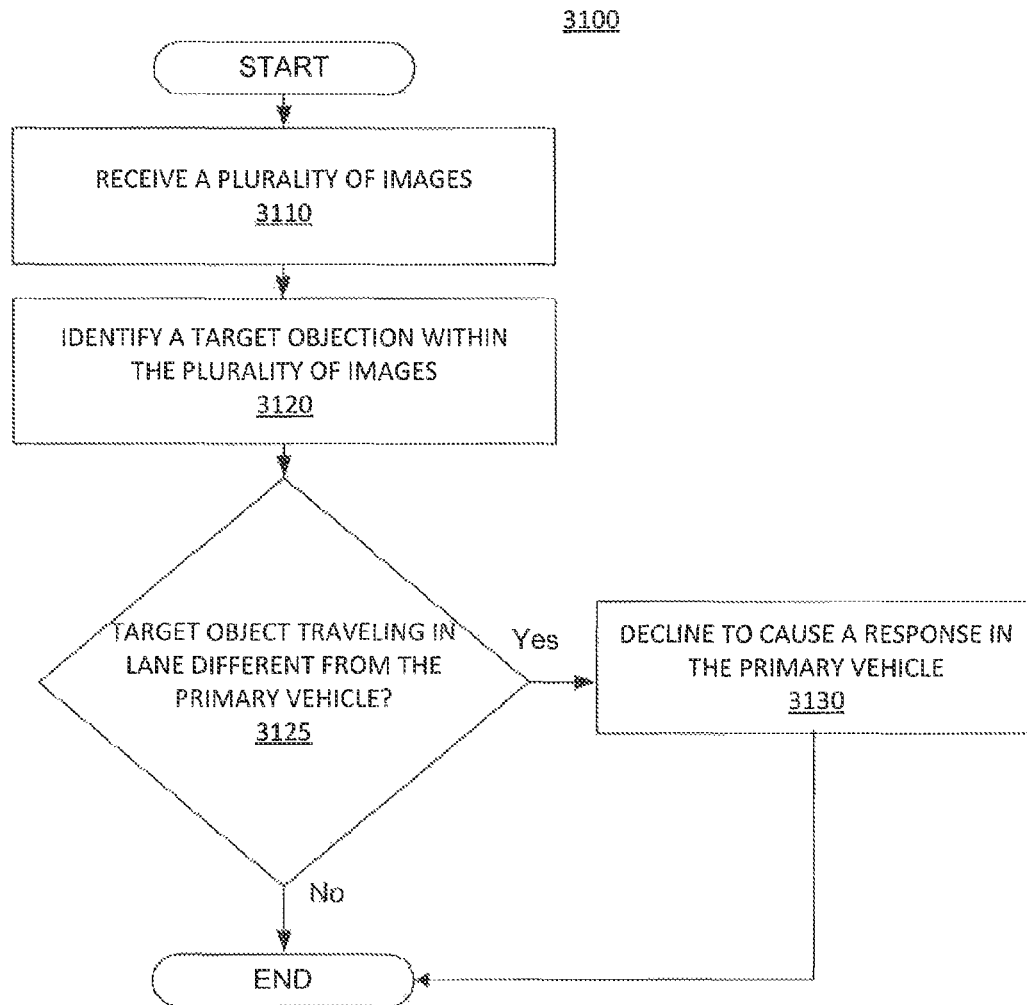 3100
START
RECEIVE A PLURALITY OF IMAGES
3110
IDENTIFY A TARGET OBJECTION WITHIN
THE PLURALITY OF IMAGES
3120
TARGET OBJECT TRAVELING IN
LANE DIFFERENT FROM THE
PRIMARY VEHICLE?
3125
Yes
DECLINE TO CAUSE A RESPONSE IN
THE PRIMARY VEHICLE
3130
No
END